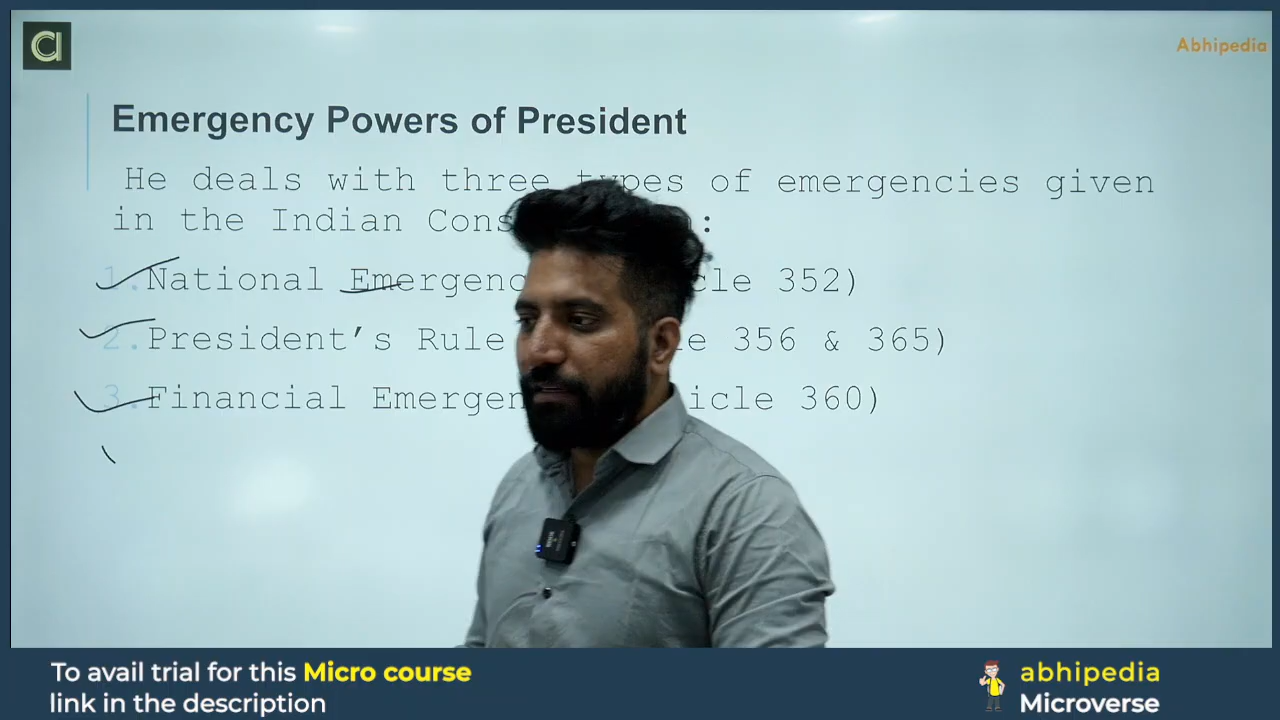 Abhipedia
Emergency Powers of President
He deals with three types of emergencies given
in the Indian :
1.National Emergenc cle 352)
2.President's Rule e 356 & 365)
3.Financial Emergen icle 360)
To avail trial for this Micro course
link in the description
abhipedia
Microverse